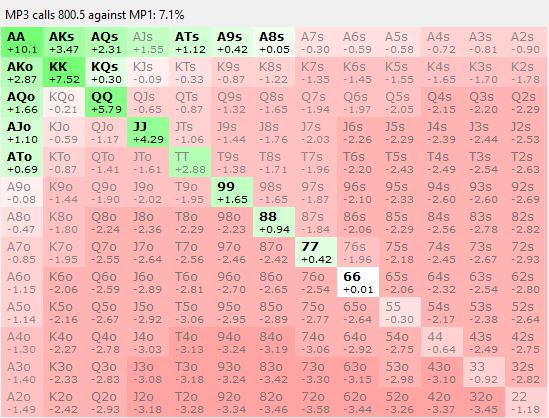 MP3 calls 800.5 against MP1: 7.1%
AA AKs AQs AJs ATs A9s A8s A7s A6s A5s A4s A3s A2s
+10.1 +3.47 +2.31 +1.55 +1.12 +0.42 +0.05 -0.30 -0.59 -0.58 -0.72 -0.81 -0.90
AKo KK KQs KJs KTs K9s K8s K7s K6s K5s K4s K3s K2s
+2.87 +7.52 +0.30 -0.09 -0.33 -0.87 -1.22 -1.35 -1.45 -1.55 -1.65 -1.70 -1.78
AQo KQo QQ QJs QTs Q9s Q8s Q7s Q6s Q5s Q4s Q3s Q2s
+1.66 -0.21 +5.79 -0.65 -0.87 -1.32 -1.65 -1.94 -1.97 -2.05 -2.15 -2.20 -2.29
AJo KJo QJo JJ JTs J9s J8s J7s J6s J5s J4s J3s J2s
+1.10 -0.59 -1.17 +4.29 -1.06 -1.44 -1.76 -2.03 -2.26 -2.29 -2.39 -2.44 -2.53
ATo KTo QTo JTo TT T9s T8s T7s T6s T5s T4s T3s T2s
+0.69 -0.87 -1.41 -1.61 +2.88 -1.38 -1.71 -1.96 -2.20 -2.43 -2.49 -2.54 -2.63
A9o K9o Q9o J9o T9o 99 98s 97s 96s 95s 94s 93s 92s
-0.08 -1.44 -1.90 -2.02 -1.95 +1.65 -1.65 -1.87 -2.10 -2.33 -2.60 -2.60 -2.69
A8o K8o Q8o J8o T8o 98o 88 87s 86s 85s 84s 83s 82s
-0.47 -1.80 -2.24 -2.36 -2.29 -2.23 +0.94 -1.84 -2.06 -2.29 -2.56 -2.78 -2.82
A7o K7o Q7o J7o T7o 97o 87o 77 76s 75s 74s 73s 72s
-0.85 -1.95 -2.55 -2.64 -2.56 -2.46 -2.42 +0.42 -1.96 -2.18 -2.45 -2.67 -2.93
A6o K6o Q6o J6o T6o 96o 86o 76o 66 65s 64s 63s 62s
-1.15 -2.06 -2.59 -2.89 -2.81 -2.70 -2.65 -2.54 +0.01 -2.06 -2.32 -2.54 -2.80
A5o K5o Q5o J5o T5o 95o 85o 75o 65o 55 54s 53s 52s
-1.14 -2.16 -2.67 -2.92 -3.06 -2.95 -2.89 -2.77 -2.64 -0.30 -2.17 -2.38 -2.64
A4o K4o Q4o J4o T4o 94o 84o 74o 64o 54o 44 43s 42s
-1.30 -2.27 -2.78 -3.03 -3.13 -3.24 -3.19 -3.06 -2.92 -2.75 -0.64 -2.49 -2.75
A3o K3o Q3o J3o T3o 93o 83o 73o 63o 53o 43o 33 32s
-1.40 -2.33 -2.83 -3.08 -3.18 -3.24 -3.42 -3.30 -3.15 -2.98 -3.10 -0.92 -2.82
A2o K2o Q2o J2o T2o 92o 82o 72o 62o 52o 42o 32o 22
-1.49 -2.42 -2.93 -3.18 -3.28 -3.34 -3.46 -3.58 -3.44 -3.26 -3.37 -3.45 1.18